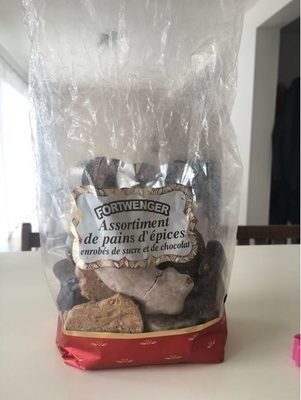 FORTWENGER
Assortiment
de pains d'épices
enrobés de sucre et de chocolat